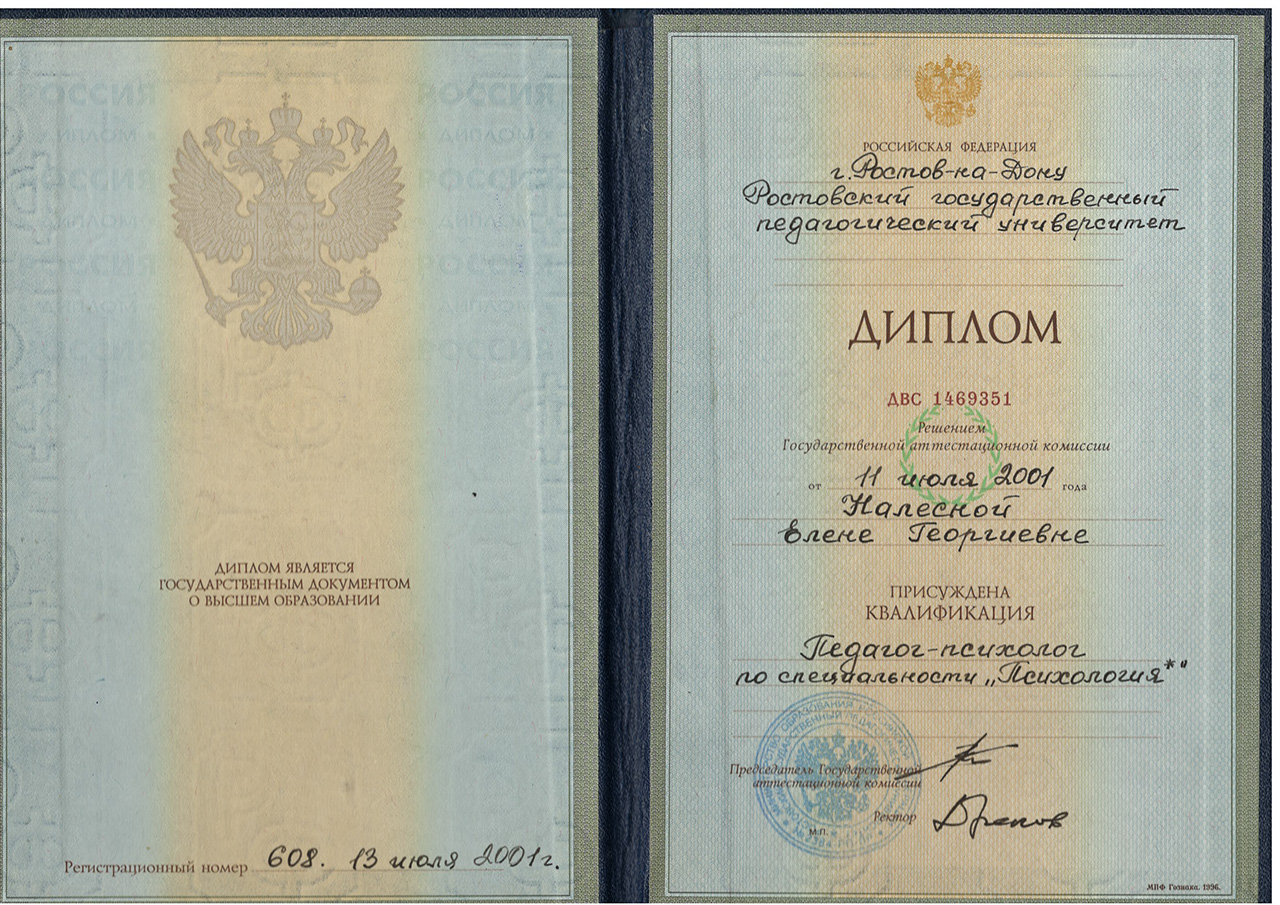 ДИПЛОМ ЯВЛЯЕТСЯ
ГОСУДАРСТВЕННЫМ ДОКУМЕНТОМ
О ВЫСШЕМ ОБРАЗОВАНИИ
Регистрационный номер 608. 13 июля 2001г.
РОССИЙСКАЯ ФЕДЕРАЦИЯ
г.Ростов-на-Дону
Ростовский государственный
педагогический университет
ДИПЛОМ
ДВС 1469351
Решением
Государственной аттестационной комиссии
от 11 июля 2001 года
Налесной
Елене Георгиевне
ПРИСУЖДЕНА
КВАЛИФИКАЦИЯ
Педагог-психолог
по специальности „Психология*"
Председатель Государственной
аттестационной комиссии
Ректор
М.П.
МПФ Гознака. 1996.